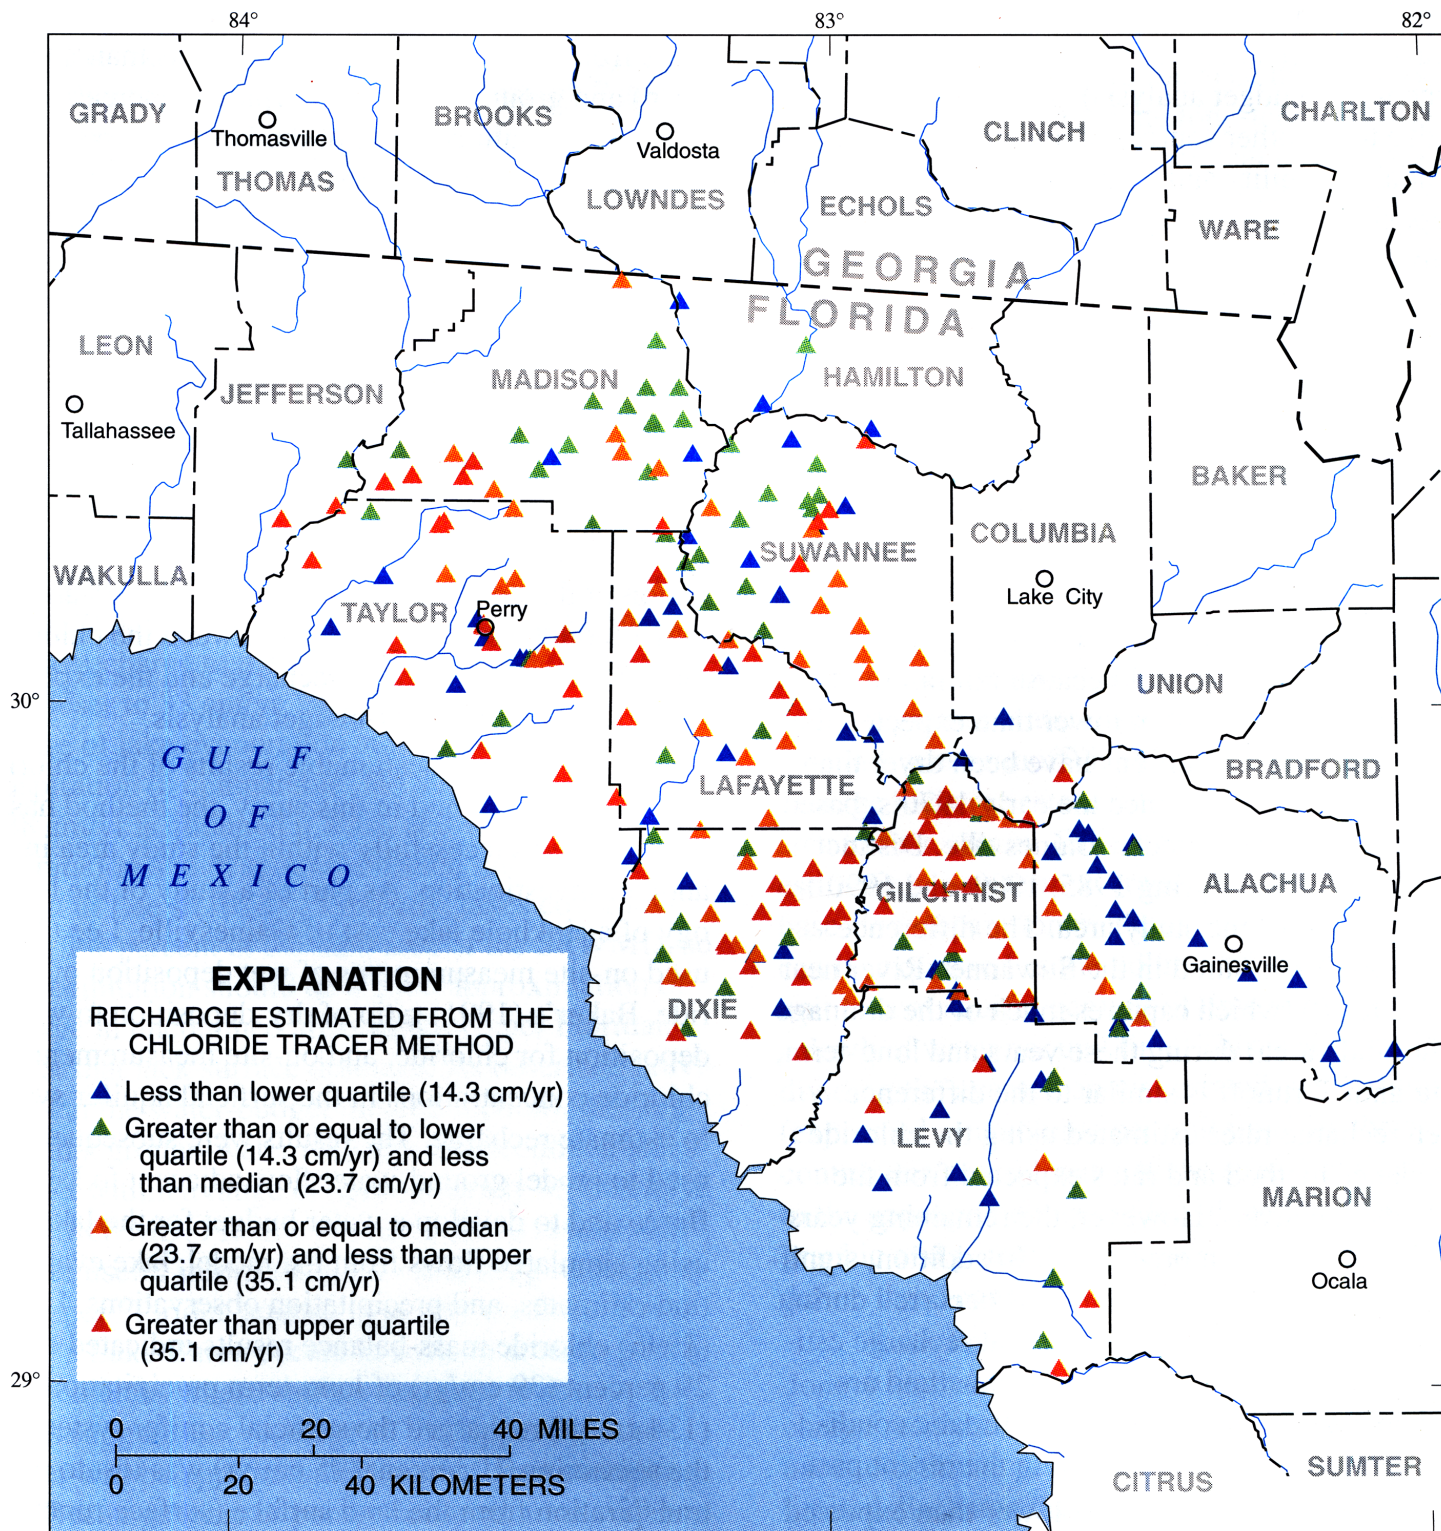 84°
83°
82°
GRADY
Thomasville
THOMAS
BROOKS
Valdosta
LOWNDES
ECHOLS
CLINCH
CHARLTON
WARE
GEORGIA
FLORIDA
LEON
Tallahassee
JEFFERSON
MADISON
HAMILTON
BAKER
WAKULLA
TAYLOR
Perry
SUWANNEE
COLUMBIA
Lake City
UNION
30°
GULF
OF
MEXICO
LAFAYETTE
BRADFORD
GILCHRIST
ALACHUA
Gainesville
DIXIE
LEVY
MARION
Ocala
29°
CITRUS
SUMTER
EXPLANATION
RECHARGE ESTIMATED FROM THE
CHLORIDE TRACER METHOD
Less than lower quartile (14.3 cm/yr)
Greater than or equal to lower
quartile (14.3 cm/yr) and less
than median (23.7 cm/yr)
Greater than or equal to median
(23.7 cm/yr) and less than upper
quartile (35.1 cm/yr)
Greater than upper quartile
(35.1 cm/yr)
0 20 40 MILES
0 20 40 KILOMETERS